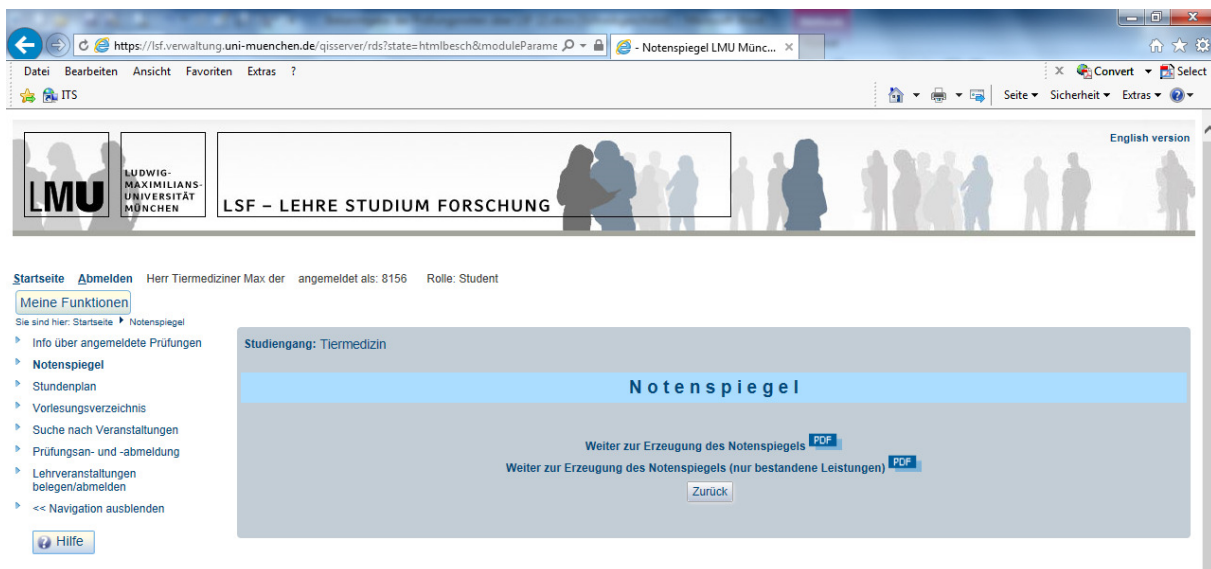 https://lsf.verwaltung.uni-muenchen.de/qisserver/rds?state=htmlbesch&moduleParame
- Notenspiegel LMU Münc...
Datei Bearbeiten Ansicht Favoriten Extras ?
Convert Select
ITS
Seite Sicherheit Extras
English version
LMU
LUDWIG-
MAXIMILIANS-
UNIVERSITÄT
MÜNCHEN
LSF – LEHRE STUDIUM FORSCHUNG
Startseite Abmelden Herr Tiermediziner Max der angemeldet als: 8156 Rolle: Student
Meine Funktionen
Sie sind hier: Startseite Notenspiegel
Info über angemeldete Prüfungen
Notenspiegel
Stundenplan
Vorlesungsverzeichnis
Suche nach Veranstaltungen
Prüfungsan- und -abmeldung
Lehrveranstaltungen
belegen/abmelden
<< Navigation ausblenden
Hilfe
Studiengang: Tiermedizin
Notenspiegel
Weiter zur Erzeugung des Notenspiegels PDF
Weiter zur Erzeugung des Notenspiegels (nur bestandene Leistungen) PDF
Zurück